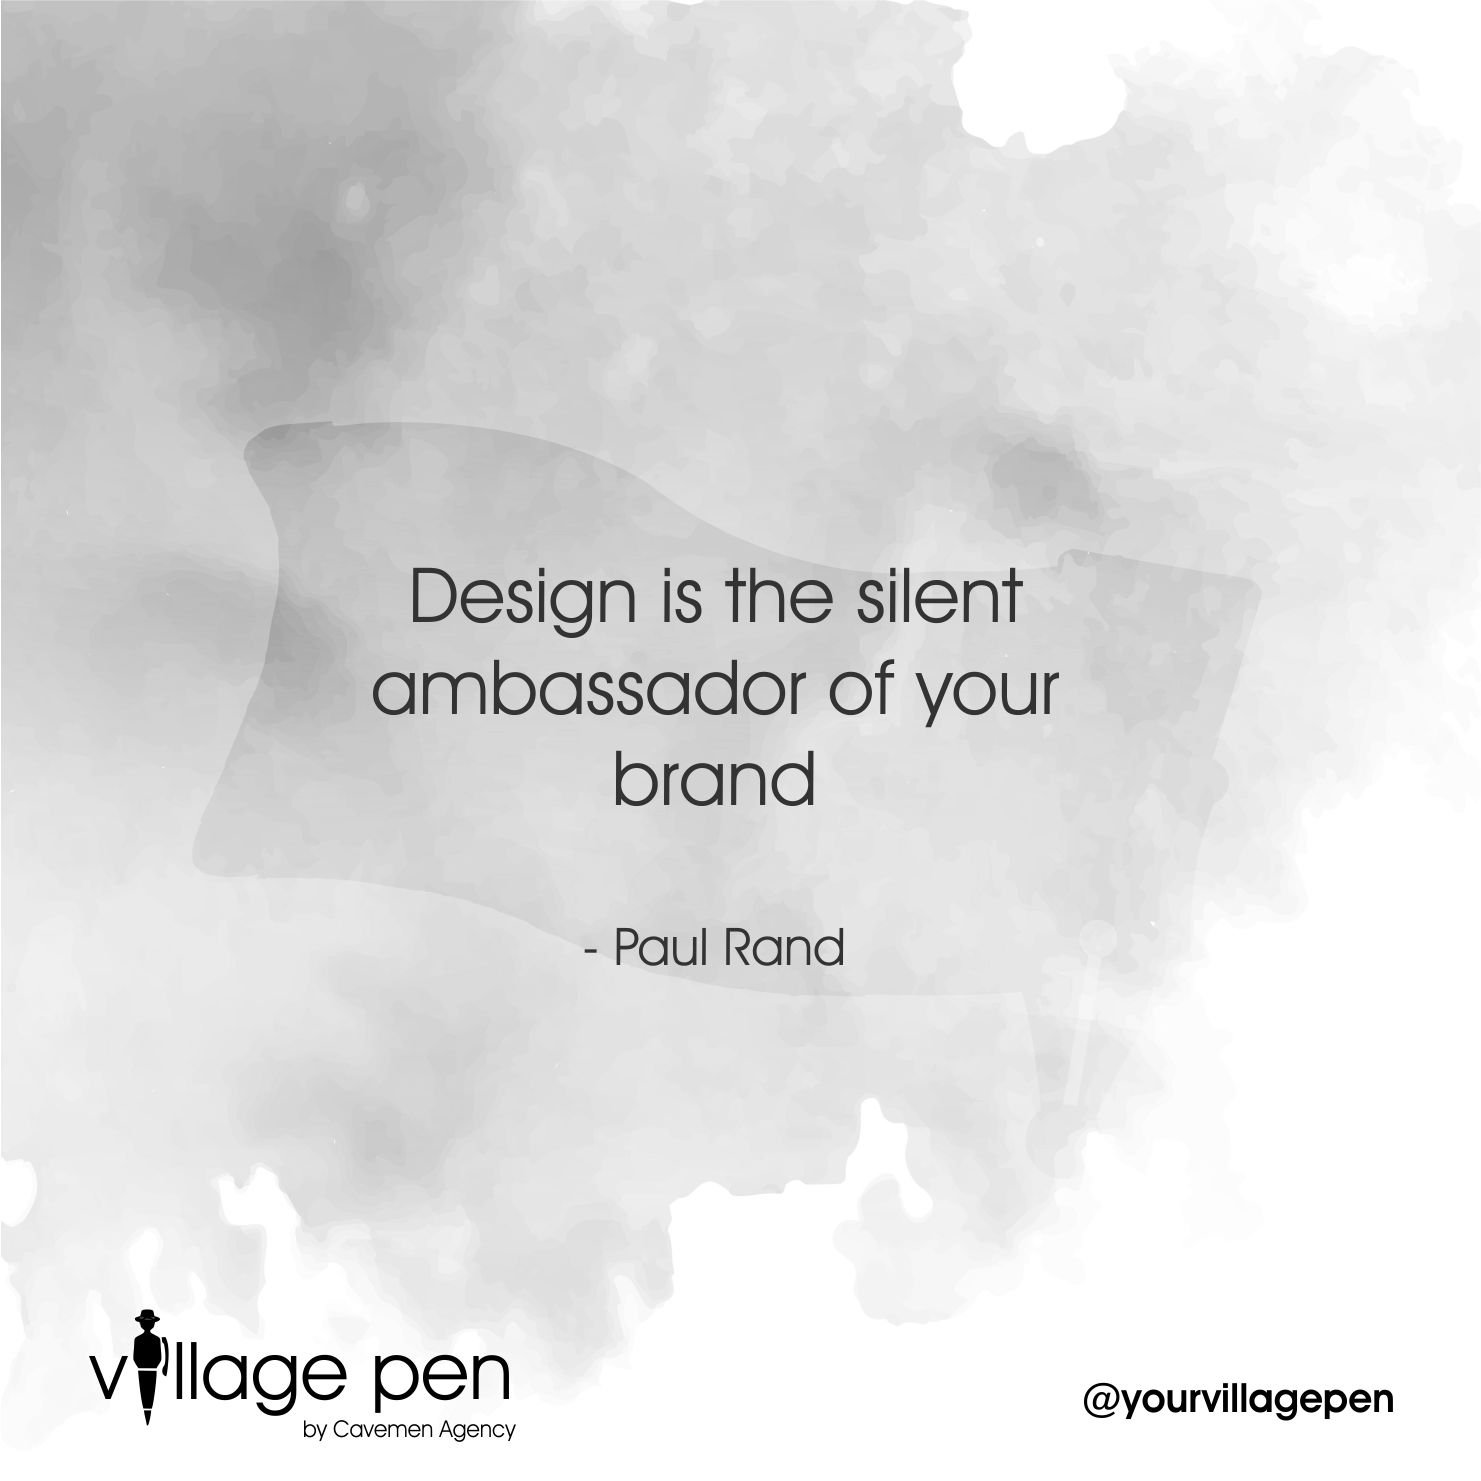 Design is the silent
ambassador of your
brand
- Paul Rand
village pen
by Cavemen Agency
@yourvillagepen